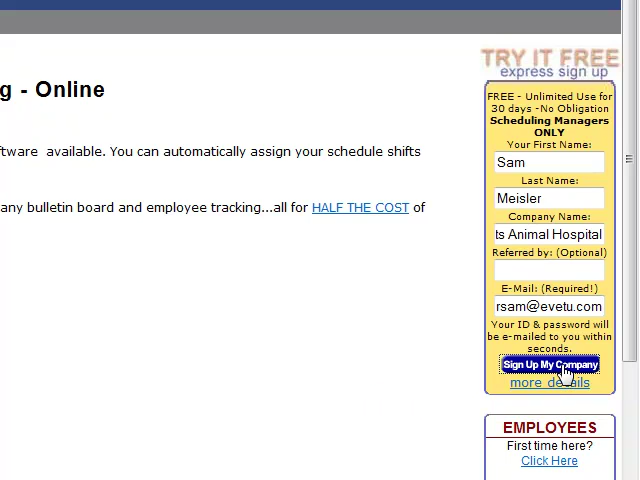 TRY IT FREE
express sign up
g - Online
FREE - Unlimited Use for
30 days -No Obligation
Scheduling Managers
ONLY
Your First Name:
Sam
Last Name:
Meisler
Company Name:
ts Animal Hospital
Referred by: (Optional)
E-Mail: (Required!)
rsam@evetu.com
Your ID & password will
be e-mailed to you within
seconds.
Sign Up My Company
more details
ftware available. You can automatically assign your schedule shifts
any bulletin board and employee tracking...all for HALF THE COST of
EMPLOYEES
First time here?
Click Here